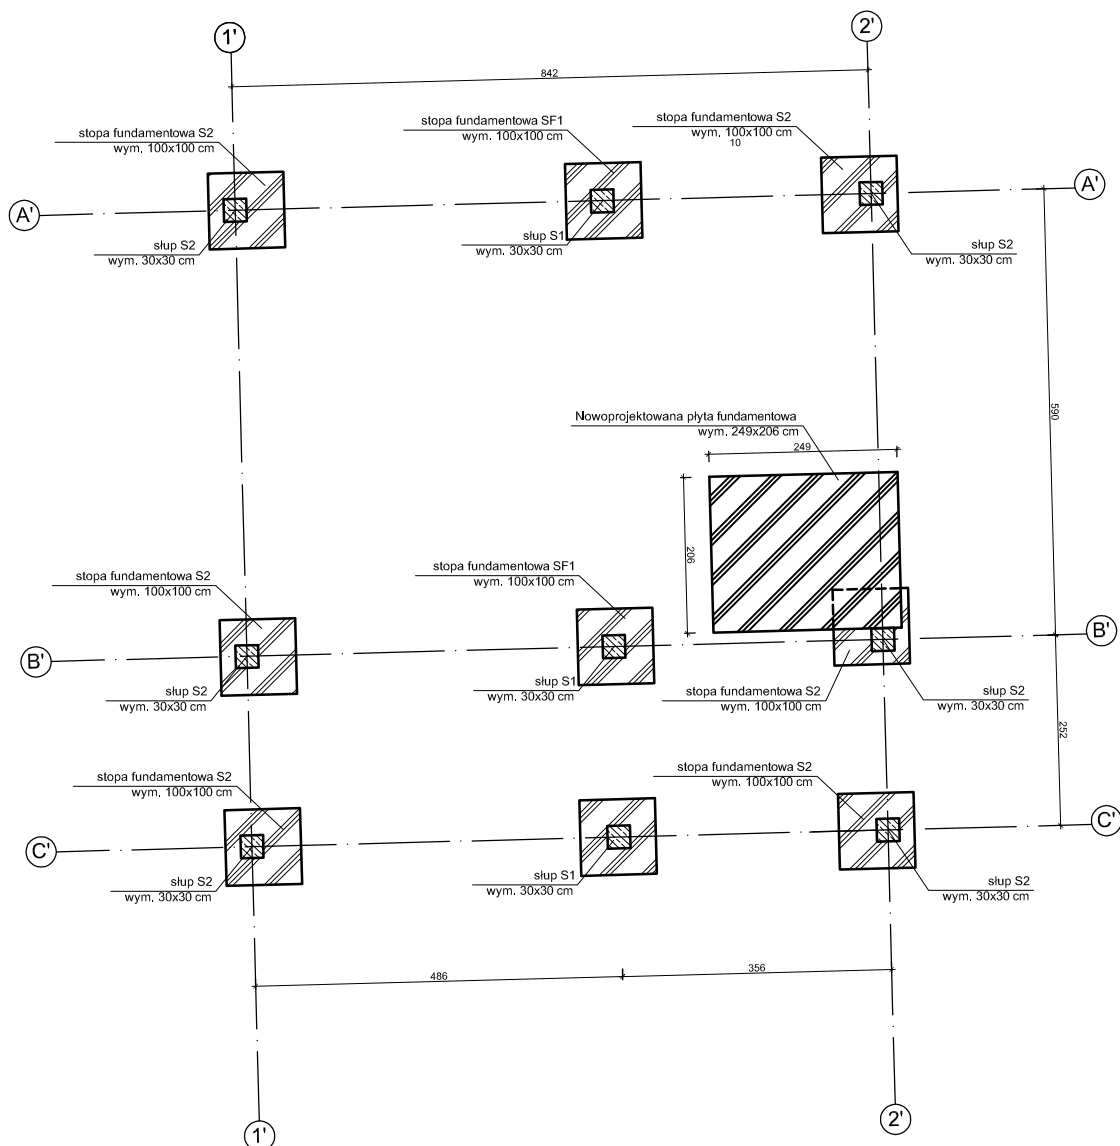 1'
2'
842
stopa fundamentowa S2
wym. 100x100 cm
stopa fundamentowa SF1
wym. 100x100 cm
stopa fundamentowa S2
wym. 100x100 cm
10
A'
A'
słup S2
wym. 30x30 cm
słup S1
wym. 30x30 cm
słup S2
wym. 30x30 cm
590
Nowoprojektowana płyta fundamentowa
wym. 249x206 cm
249
206
stopa fundamentowa S2
wym. 100x100 cm
stopa fundamentowa SF1
wym. 100x100 cm
B'
B'
słup S2
wym. 30x30 cm
słup S1
wym. 30x30 cm
stopa fundamentowa S2
wym. 100x100 cm
słup S2
wym. 30x30 cm
252
stopa fundamentowa S2
wym. 100x100 cm
stopa fundamentowa S2
wym. 100x100 cm
C'
C'
słup S2
wym. 30x30 cm
słup S1
wym. 30x30 cm
słup S2
wym. 30x30 cm
486
356
1'
2'